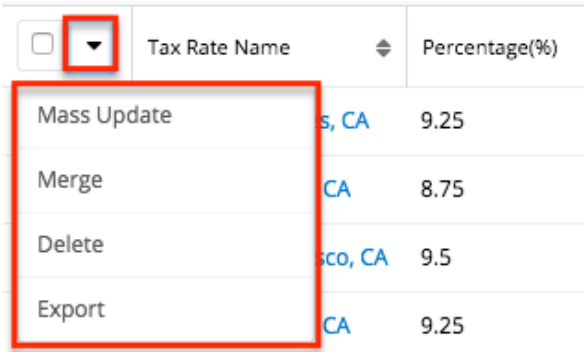 Tax Rate Name Percentage(%)
Mass Update s, CA 9.25
Merge CA 8.75
Delete sco, CA 9.5
Export CA 9.25